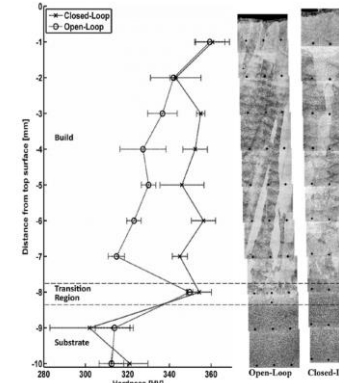 Closed-Loop
Open-Loop
0
-1
-2
-3
-4
-5
-6
-7
-8
-9
-10
Distance from top surface [mm]
Build
Transition
Region
Substrate
280
300
320
340
360
Open-Loop